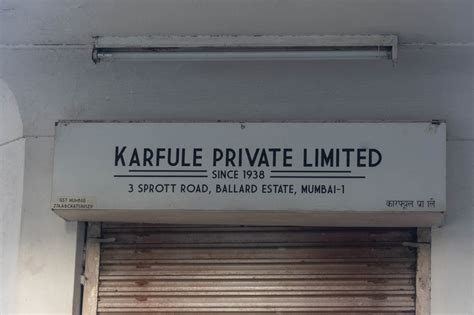 KARFULE PRIVATE LIMITED
SINCE 1938
3 SPROTT ROAD, BALLARD ESTATE, MUMBAI-1
कारफ्युल प्रा लि